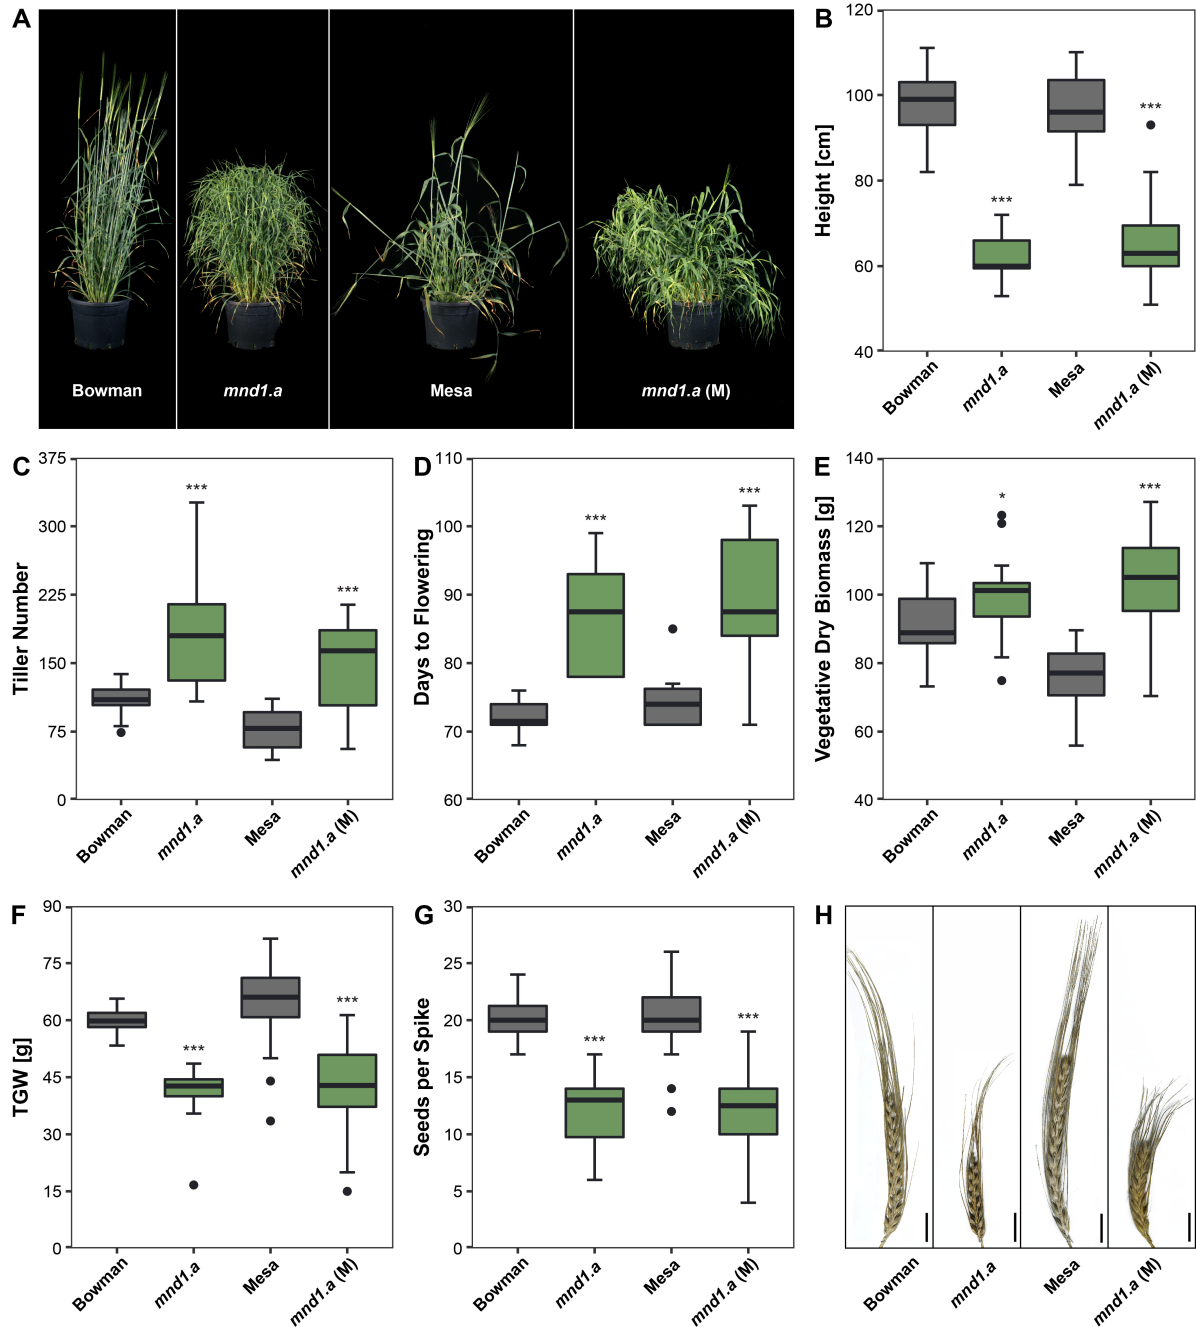 A
Bowman
mnd1.a
Mesa
mnd1.a (M)
B
Height [cm]
120
100
80
60
40
***
***
Bowman
mnd1.a
Mesa
mnd1.a (M)
C
Tiller Number
375
300
225
150
75
0
***
***
Bowman
mnd1.a
Mesa
mnd1.a (M)
D
Days to Flowering
110
100
90
80
70
60
***
***
Bowman
mnd1.a
Mesa
mnd1.a (M)
E
Vegetative Dry Biomass [g]
140
120
100
80
60
40
*
***
Bowman
mnd1.a
Mesa
mnd1.a (M)
F
TGW [g]
90
75
60
45
30
15
0
***
***
Bowman
mnd1.a
Mesa
mnd1.a (M)
G
Seeds per Spike
30
25
20
15
10
5
0
***
***
Bowman
mnd1.a
Mesa
mnd1.a (M)
H
Bowman
mnd1.a
Mesa
mnd1.a (M)